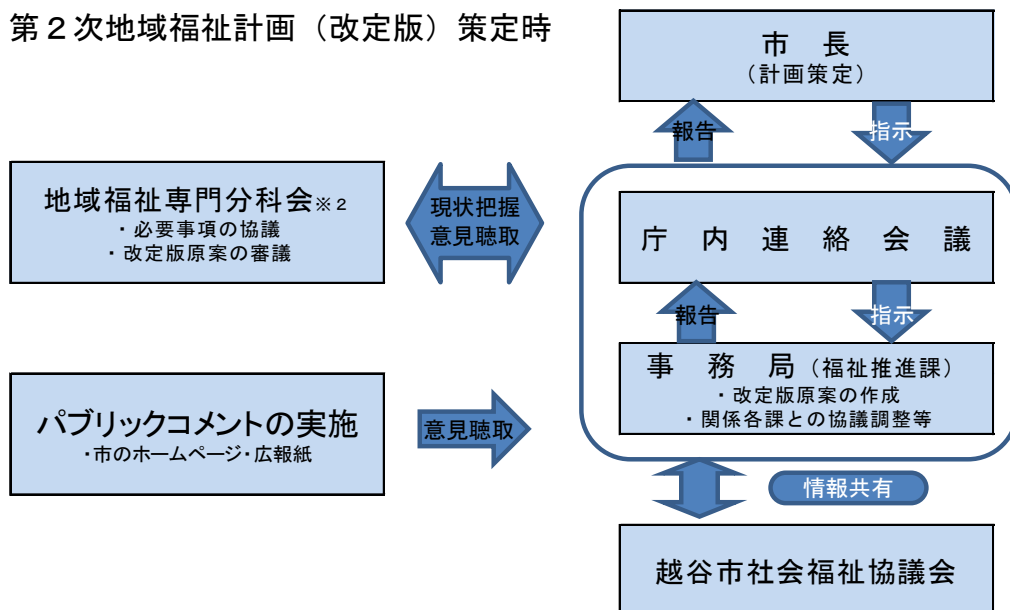 第２次地域福祉計画（改定版）策定時
市長
（計画策定）
報告
指示
地域福祉専門分科会※2
・必要事項の協議
・改定版原案の審議
現状把握
意見聴取
庁内連絡会議
報告
指示
事務局（福祉推進課）
・改定版原案の作成
・関係各課との協議調整等
パブリックコメントの実施
・市のホームページ・広報紙
意見聴取
情報共有
越谷市社会福祉協議会